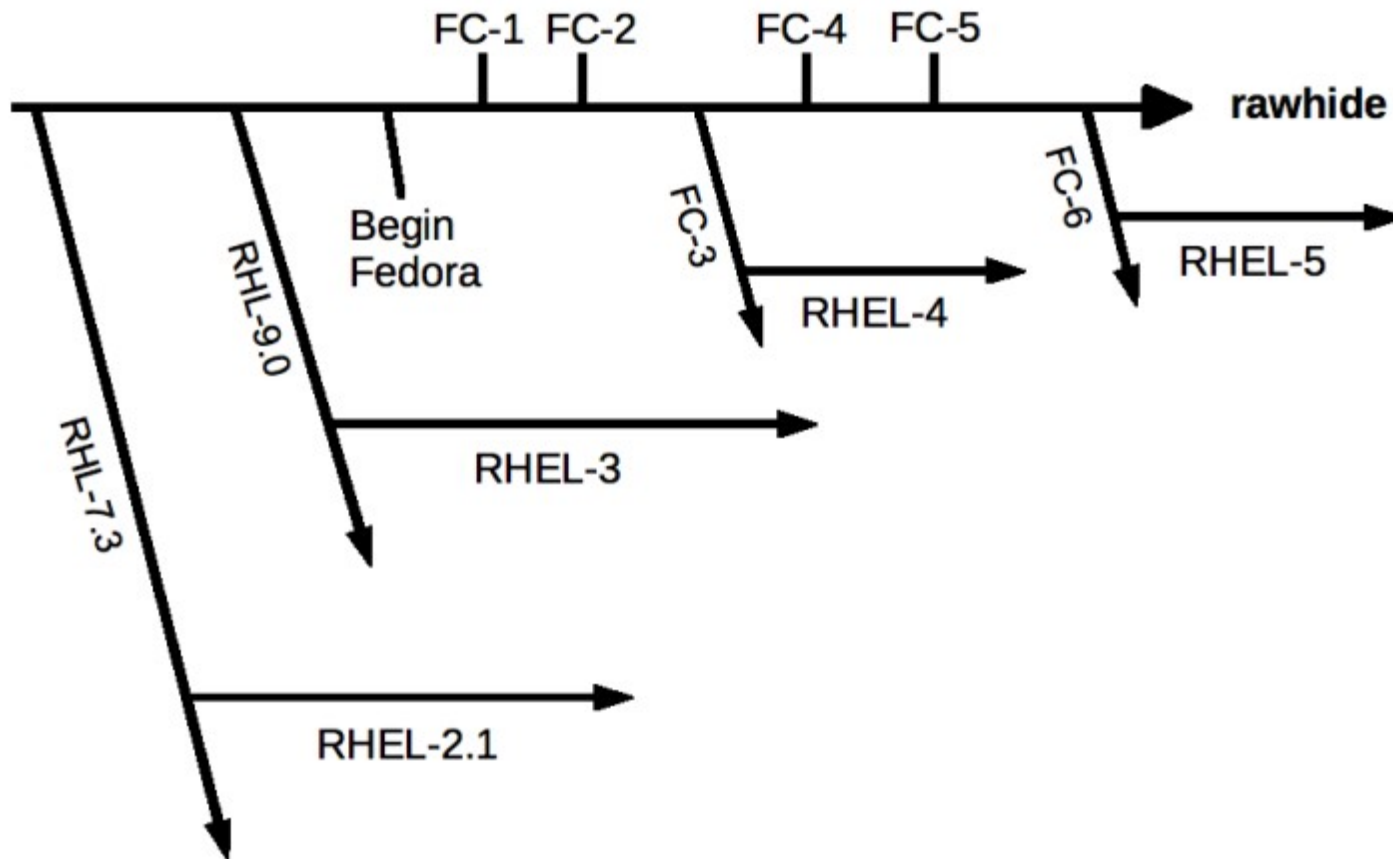 FC-1 FC-2 FC-4 FC-5
rawhide
Begin
Fedora
FC-3
FC-6
RHL-9.0
RHEL-5
RHEL-4
RHL-7.3
RHEL-3
RHEL-2.1